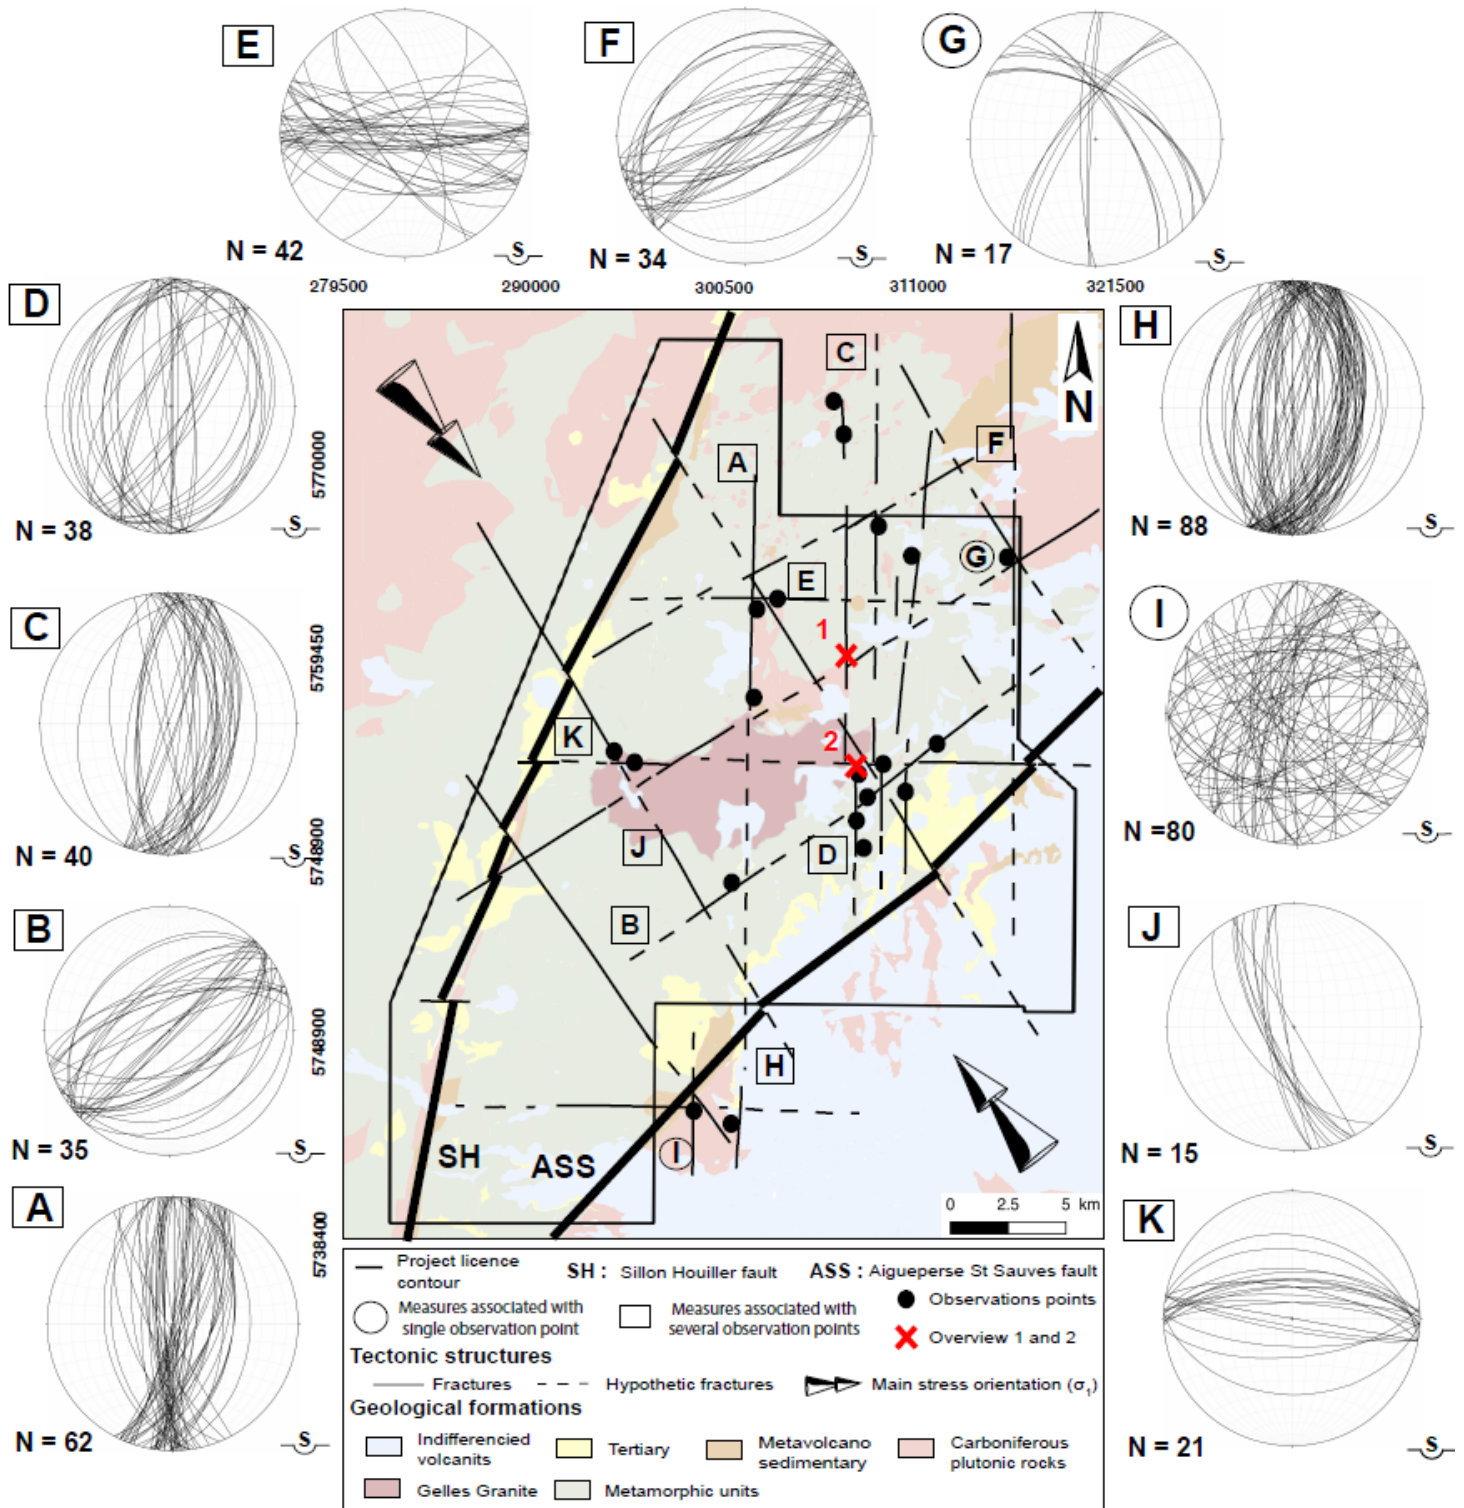 E
F
G
N = 42
S
N = 34
S
N = 17
S
279500
290000
300500
311000
321500
D
N = 38
S
H
N = 88
S
C
N = 40
S
I
N =80
S
B
N = 35
S
J
N = 15
S
A
N = 62
S
K
N = 21
S
5770000
5759450
5748900
5748900
5738400
C
N
A
F
G
E
1
K
2
J
D
B
H
I
SH
ASS
0 2.5 5 km
Project licence
contour
SH : Sillon Houiller fault
ASS : Aigueperse St Sauves fault
Measures associated with
single observation point
Measures associated with
several observation points
Observations points
Overview 1 and 2
Tectonic structures
Fractures
Hypothetic fractures
Main stress orientation (σ1)
Geological formations
Indifferencied
volcanits
Tertiary
Metavolcano
sedimentary
Carboniferous
plutonic rocks
Gelles Granite
Metamorphic units